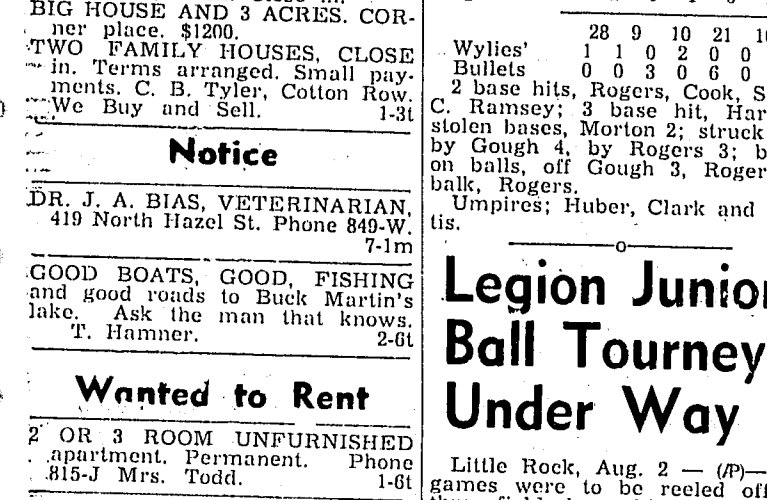 BIG HOUSE AND 3 ACRES. COR-
ner place. $1200.
TWO FAMILY HOUSES, CLOSE
in. Terms arranged. Small pay-
ments. C. B. Tyler, Cotton Row.
We Buy and Sell. 1-3t
Notice
DR. J. A. BIAS, VETERINARIAN,
419 North Hazel St. Phone 849-W.
7-1m
GOOD BOATS, GOOD, FISHING
and good roads to Buck Martin's
lake. Ask the man that knows.
T. Hamner. 2-6t
Wanted to Rent
2 OR 3 ROOM UNFURNISHED
apartment. Permanent. Phone
815-J Mrs. Todd. 1-6t
28 9 10 21
Wylies' 1 1 0 2 0 0
Bullets 0 0 3 0 6 0
2 base hits, Rogers, Cook, S
C. Ramsey; 3 base hit, Har
stolen bases, Morton 2; struck
by Gough 4, by Rogers 3; b
on balls, off Gough 3, Roger
balk, Rogers.
Umpires; Huber, Clark and
tis.
Legion Junior
Ball Tourney
Under Way
Little Rock, Aug. 2 — (AP)—
games were to be reeled off